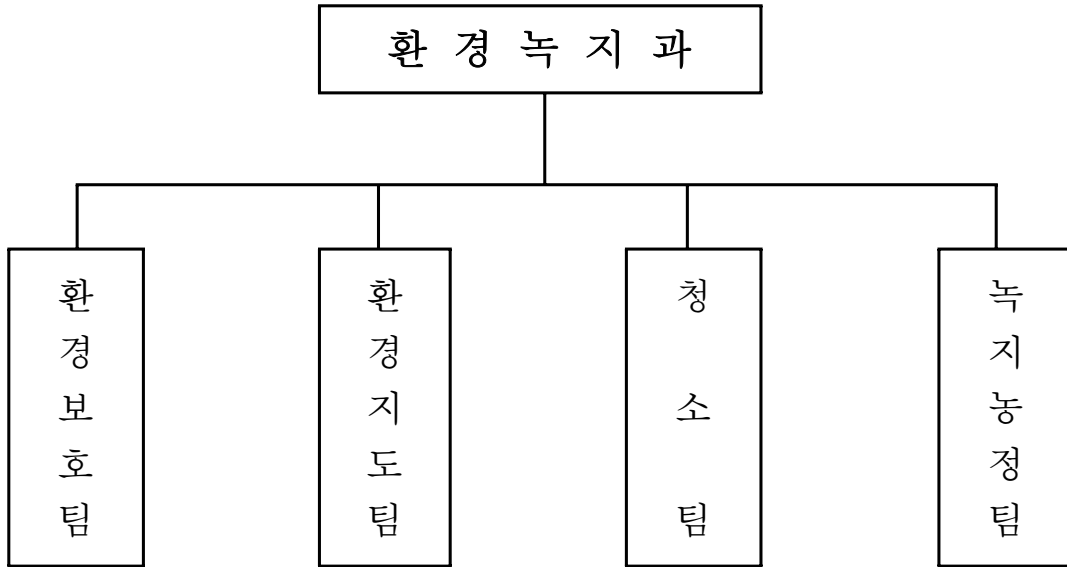 환 경 녹 지 과
환경보호팀
환경지도팀
청소팀
녹지농정팀